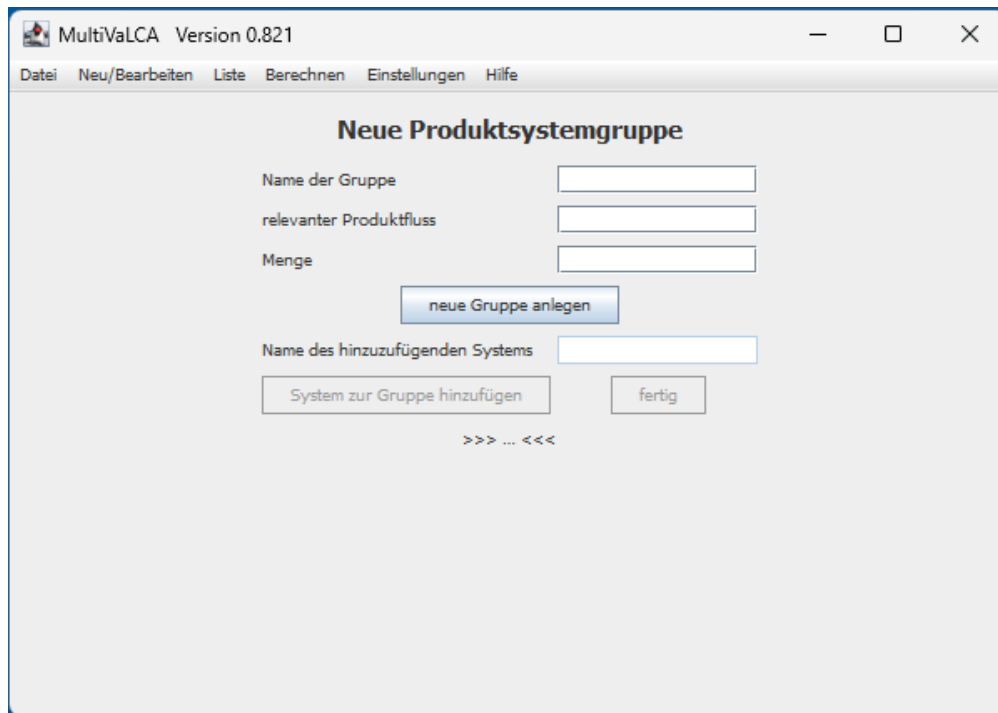 MultiVaLCA Version 0.821
Datei Neu/Bearbeiten Liste Berechnen Einstellungen Hilfe
Neue Produktsystemgruppe
Name der Gruppe
relevanter Produktfluss
Menge
neue Gruppe anlegen
Name des hinzuzufügenden Systems
System zur Gruppe hinzufügen fertig
>>> ... <<<